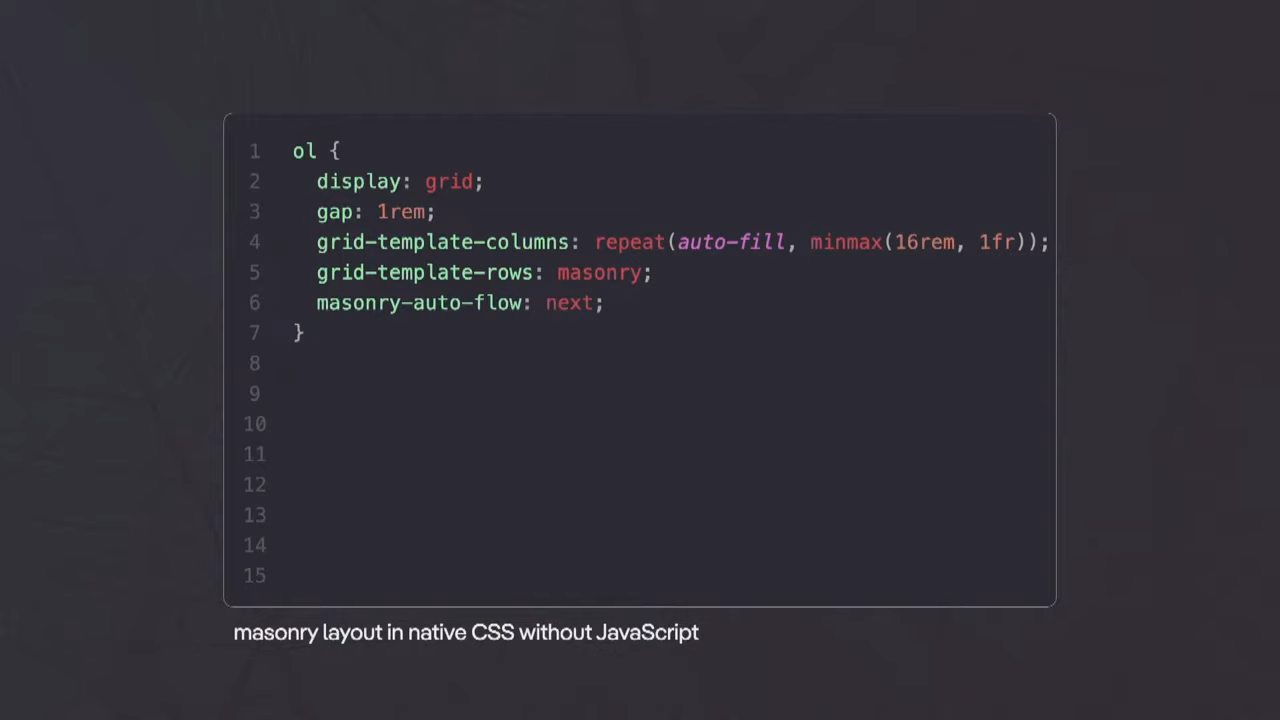 1 ol {
2 display: grid;
3 gap: 1rem;
4 grid-template-columns: repeat(auto-fill, minmax(16rem, 1fr));
5 grid-template-rows: masonry;
6 masonry-auto-flow: next;
7 }
8
9
10
11
12
13
14
15
masonry layout in native CSS without JavaScript